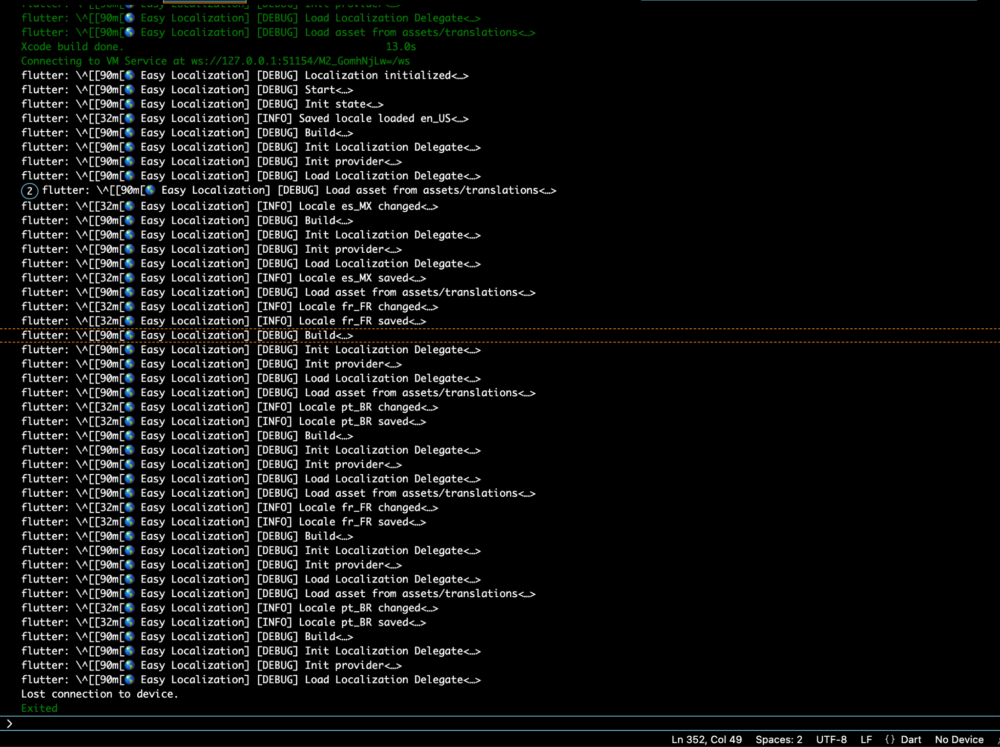 flutter: \^[[90m[🌎 Easy Localization] [DEBUG] Init provider<…>
flutter: \^[[90m[🌎 Easy Localization] [DEBUG] Load Localization Delegate<…>
flutter: \^[[90m[🌎 Easy Localization] [DEBUG] Load asset from assets/translations<…>
Xcode build done. 13.0s
Connecting to VM Service at ws://127.0.0.1:51154/M2_GomhNjLw=/ws
flutter: \^[[90m[🌎 Easy Localization] [DEBUG] Localization initialized<…>
flutter: \^[[90m[🌎 Easy Localization] [DEBUG] Start<…>
flutter: \^[[90m[🌎 Easy Localization] [DEBUG] Init state<…>
flutter: \^[[32m[🌎 Easy Localization] [INFO] Saved locale loaded en_US<…>
flutter: \^[[90m[🌎 Easy Localization] [DEBUG] Build<…>
flutter: \^[[90m[🌎 Easy Localization] [DEBUG] Init Localization Delegate<…>
flutter: \^[[90m[🌎 Easy Localization] [DEBUG] Init provider<…>
flutter: \^[[90m[🌎 Easy Localization] [DEBUG] Load Localization Delegate<…>
2 flutter: \^[[90m[🌎 Easy Localization] [DEBUG] Load asset from assets/translations<…>
flutter: \^[[32m[🌎 Easy Localization] [INFO] Locale es_MX changed<…>
flutter: \^[[90m[🌎 Easy Localization] [DEBUG] Build<…>
flutter: \^[[90m[🌎 Easy Localization] [DEBUG] Init Localization Delegate<…>
flutter: \^[[90m[🌎 Easy Localization] [DEBUG] Init provider<…>
flutter: \^[[90m[🌎 Easy Localization] [DEBUG] Load Localization Delegate<…>
flutter: \^[[32m[🌎 Easy Localization] [INFO] Locale es_MX saved<…>
flutter: \^[[90m[🌎 Easy Localization] [DEBUG] Load asset from assets/translations<…>
flutter: \^[[32m[🌎 Easy Localization] [INFO] Locale fr_FR changed<…>
flutter: \^[[32m[🌎 Easy Localization] [INFO] Locale fr_FR saved<…>
flutter: \^[[90m[🌎 Easy Localization] [DEBUG] Build<…>
flutter: \^[[90m[🌎 Easy Localization] [DEBUG] Init Localization Delegate<…>
flutter: \^[[90m[🌎 Easy Localization] [DEBUG] Init provider<…>
flutter: \^[[90m[🌎 Easy Localization] [DEBUG] Load Localization Delegate<…>
flutter: \^[[90m[🌎 Easy Localization] [DEBUG] Load asset from assets/translations<…>
flutter: \^[[32m[🌎 Easy Localization] [INFO] Locale pt_BR changed<…>
flutter: \^[[32m[🌎 Easy Localization] [INFO] Locale pt_BR saved<…>
flutter: \^[[90m[🌎 Easy Localization] [DEBUG] Build<…>
flutter: \^[[90m[🌎 Easy Localization] [DEBUG] Init Localization Delegate<…>
flutter: \^[[90m[🌎 Easy Localization] [DEBUG] Init provider<…>
flutter: \^[[90m[🌎 Easy Localization] [DEBUG] Load Localization Delegate<…>
flutter: \^[[90m[🌎 Easy Localization] [DEBUG] Load asset from assets/translations<…>
flutter: \^[[32m[🌎 Easy Localization] [INFO] Locale fr_FR changed<…>
flutter: \^[[32m[🌎 Easy Localization] [INFO] Locale fr_FR saved<…>
flutter: \^[[90m[🌎 Easy Localization] [DEBUG] Build<…>
flutter: \^[[90m[🌎 Easy Localization] [DEBUG] Init Localization Delegate<…>
flutter: \^[[90m[🌎 Easy Localization] [DEBUG] Init provider<…>
flutter: \^[[90m[🌎 Easy Localization] [DEBUG] Load Localization Delegate<…>
flutter: \^[[90m[🌎 Easy Localization] [DEBUG] Load asset from assets/translations<…>
flutter: \^[[32m[🌎 Easy Localization] [INFO] Locale pt_BR changed<…>
flutter: \^[[32m[🌎 Easy Localization] [INFO] Locale pt_BR saved<…>
flutter: \^[[90m[🌎 Easy Localization] [DEBUG] Build<…>
flutter: \^[[90m[🌎 Easy Localization] [DEBUG] Init Localization Delegate<…>
flutter: \^[[90m[🌎 Easy Localization] [DEBUG] Init provider<…>
flutter: \^[[90m[🌎 Easy Localization] [DEBUG] Load Localization Delegate<…>
Lost connection to device.
Exited
>
Ln 352, Col 49 Spaces: 2 UTF-8 LF {} Dart No Device